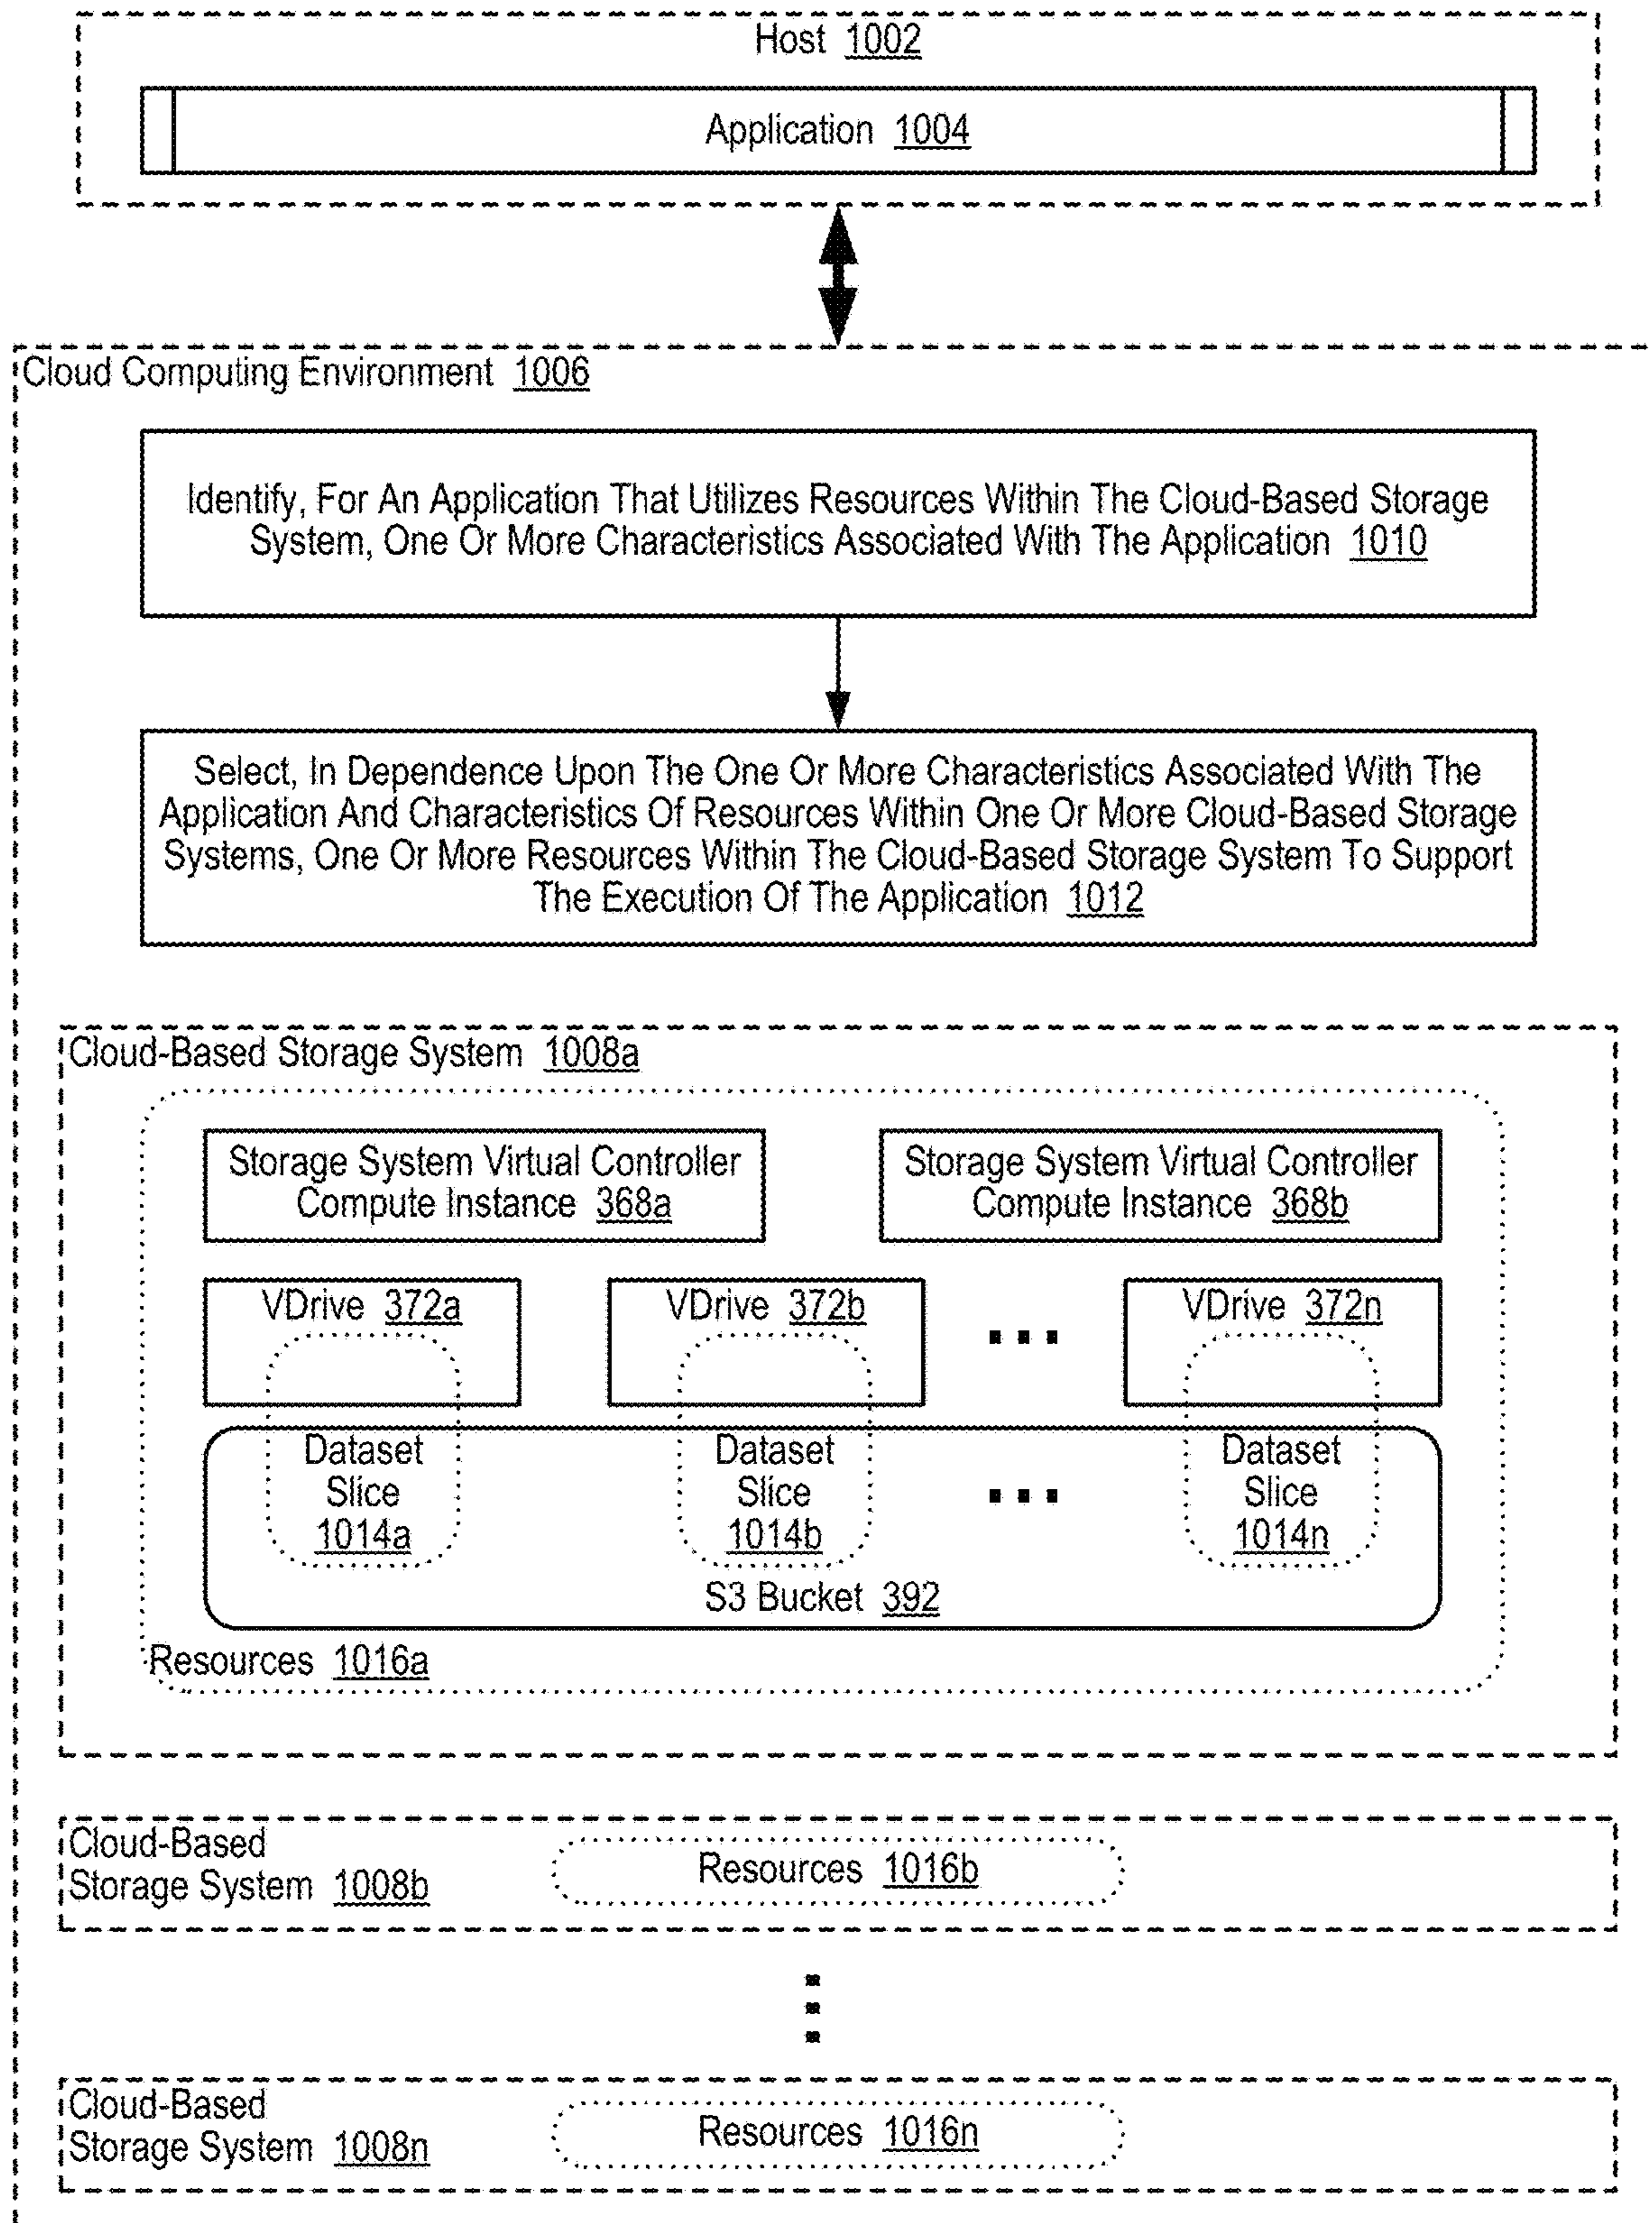 Host 1002
Application 1004
Cloud Computing Environment 1006
Identify, For An Application That Utilizes Resources Within The Cloud-Based Storage
System, One Or More Characteristics Associated With The Application 1010
Select, In Dependence Upon The One Or More Characteristics Associated With The
Application And Characteristics Of Resources Within One Or More Cloud-Based Storage
Systems, One Or More Resources Within The Cloud-Based Storage System To Support
The Execution Of The Application 1012
Cloud-Based Storage System 1008a
Storage System Virtual Controller
Compute Instance 368a
Storage System Virtual Controller
Compute Instance 368b
VDrive 372a
VDrive 372b
VDrive 372n
Dataset
Slice
1014a
Dataset
Slice
1014b
Dataset
Slice
1014n
S3 Bucket 392
Resources 1016a
Cloud-Based
Storage System 1008b
Resources 1016b
Cloud-Based
Storage System 1008n
Resources 1016n